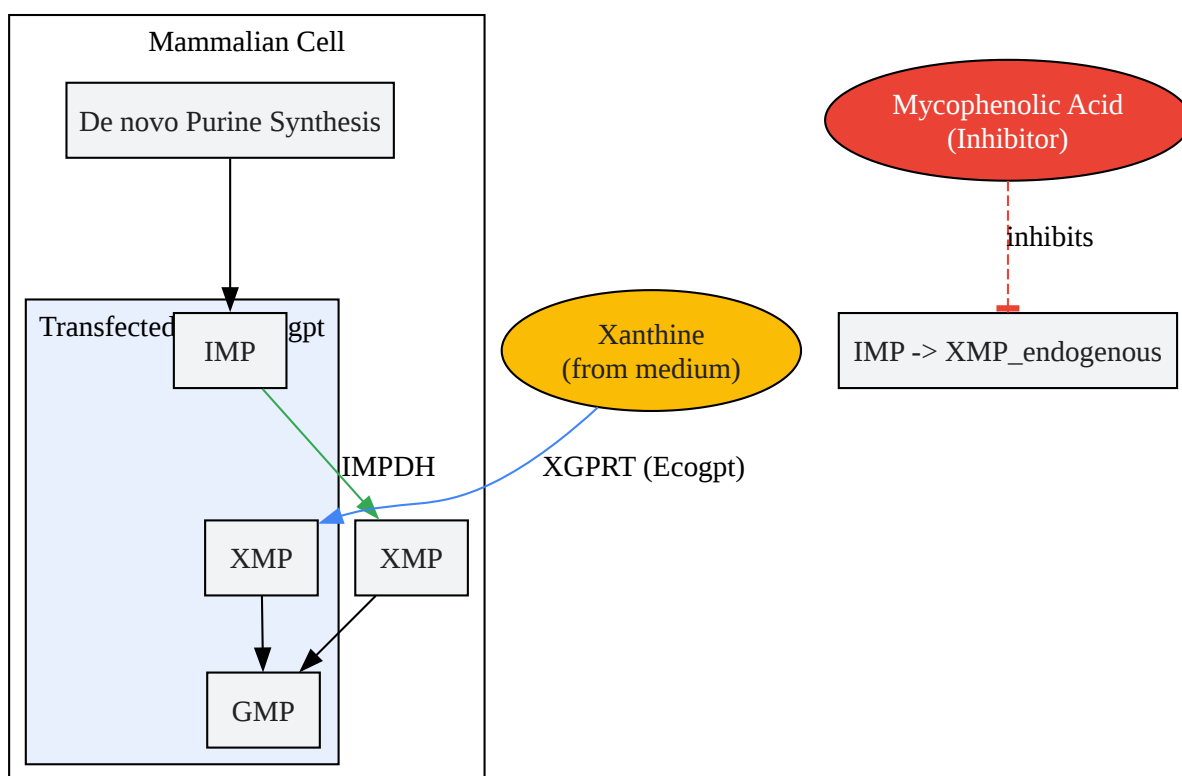 Mammalian Cell
De novo Purine Synthesis
Mycophenolic Acid
(Inhibitor)
inhibits
Transfected gpt
IMP
Xanthine
(from medium)
IMP -> XMP_endogenous
IMPDH
XGPRT (Ecogpt)
XMP
XMP
GMP